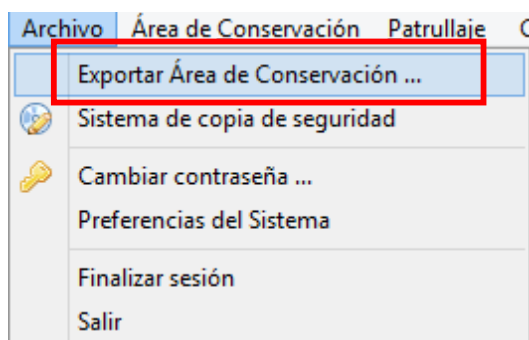 Archivo Área de Conservación Patrullaje
Exportar Área de Conservación ...
Sistema de copia de seguridad
Cambiar contraseña ...
Preferencias del Sistema
Finalizar sesión
Salir